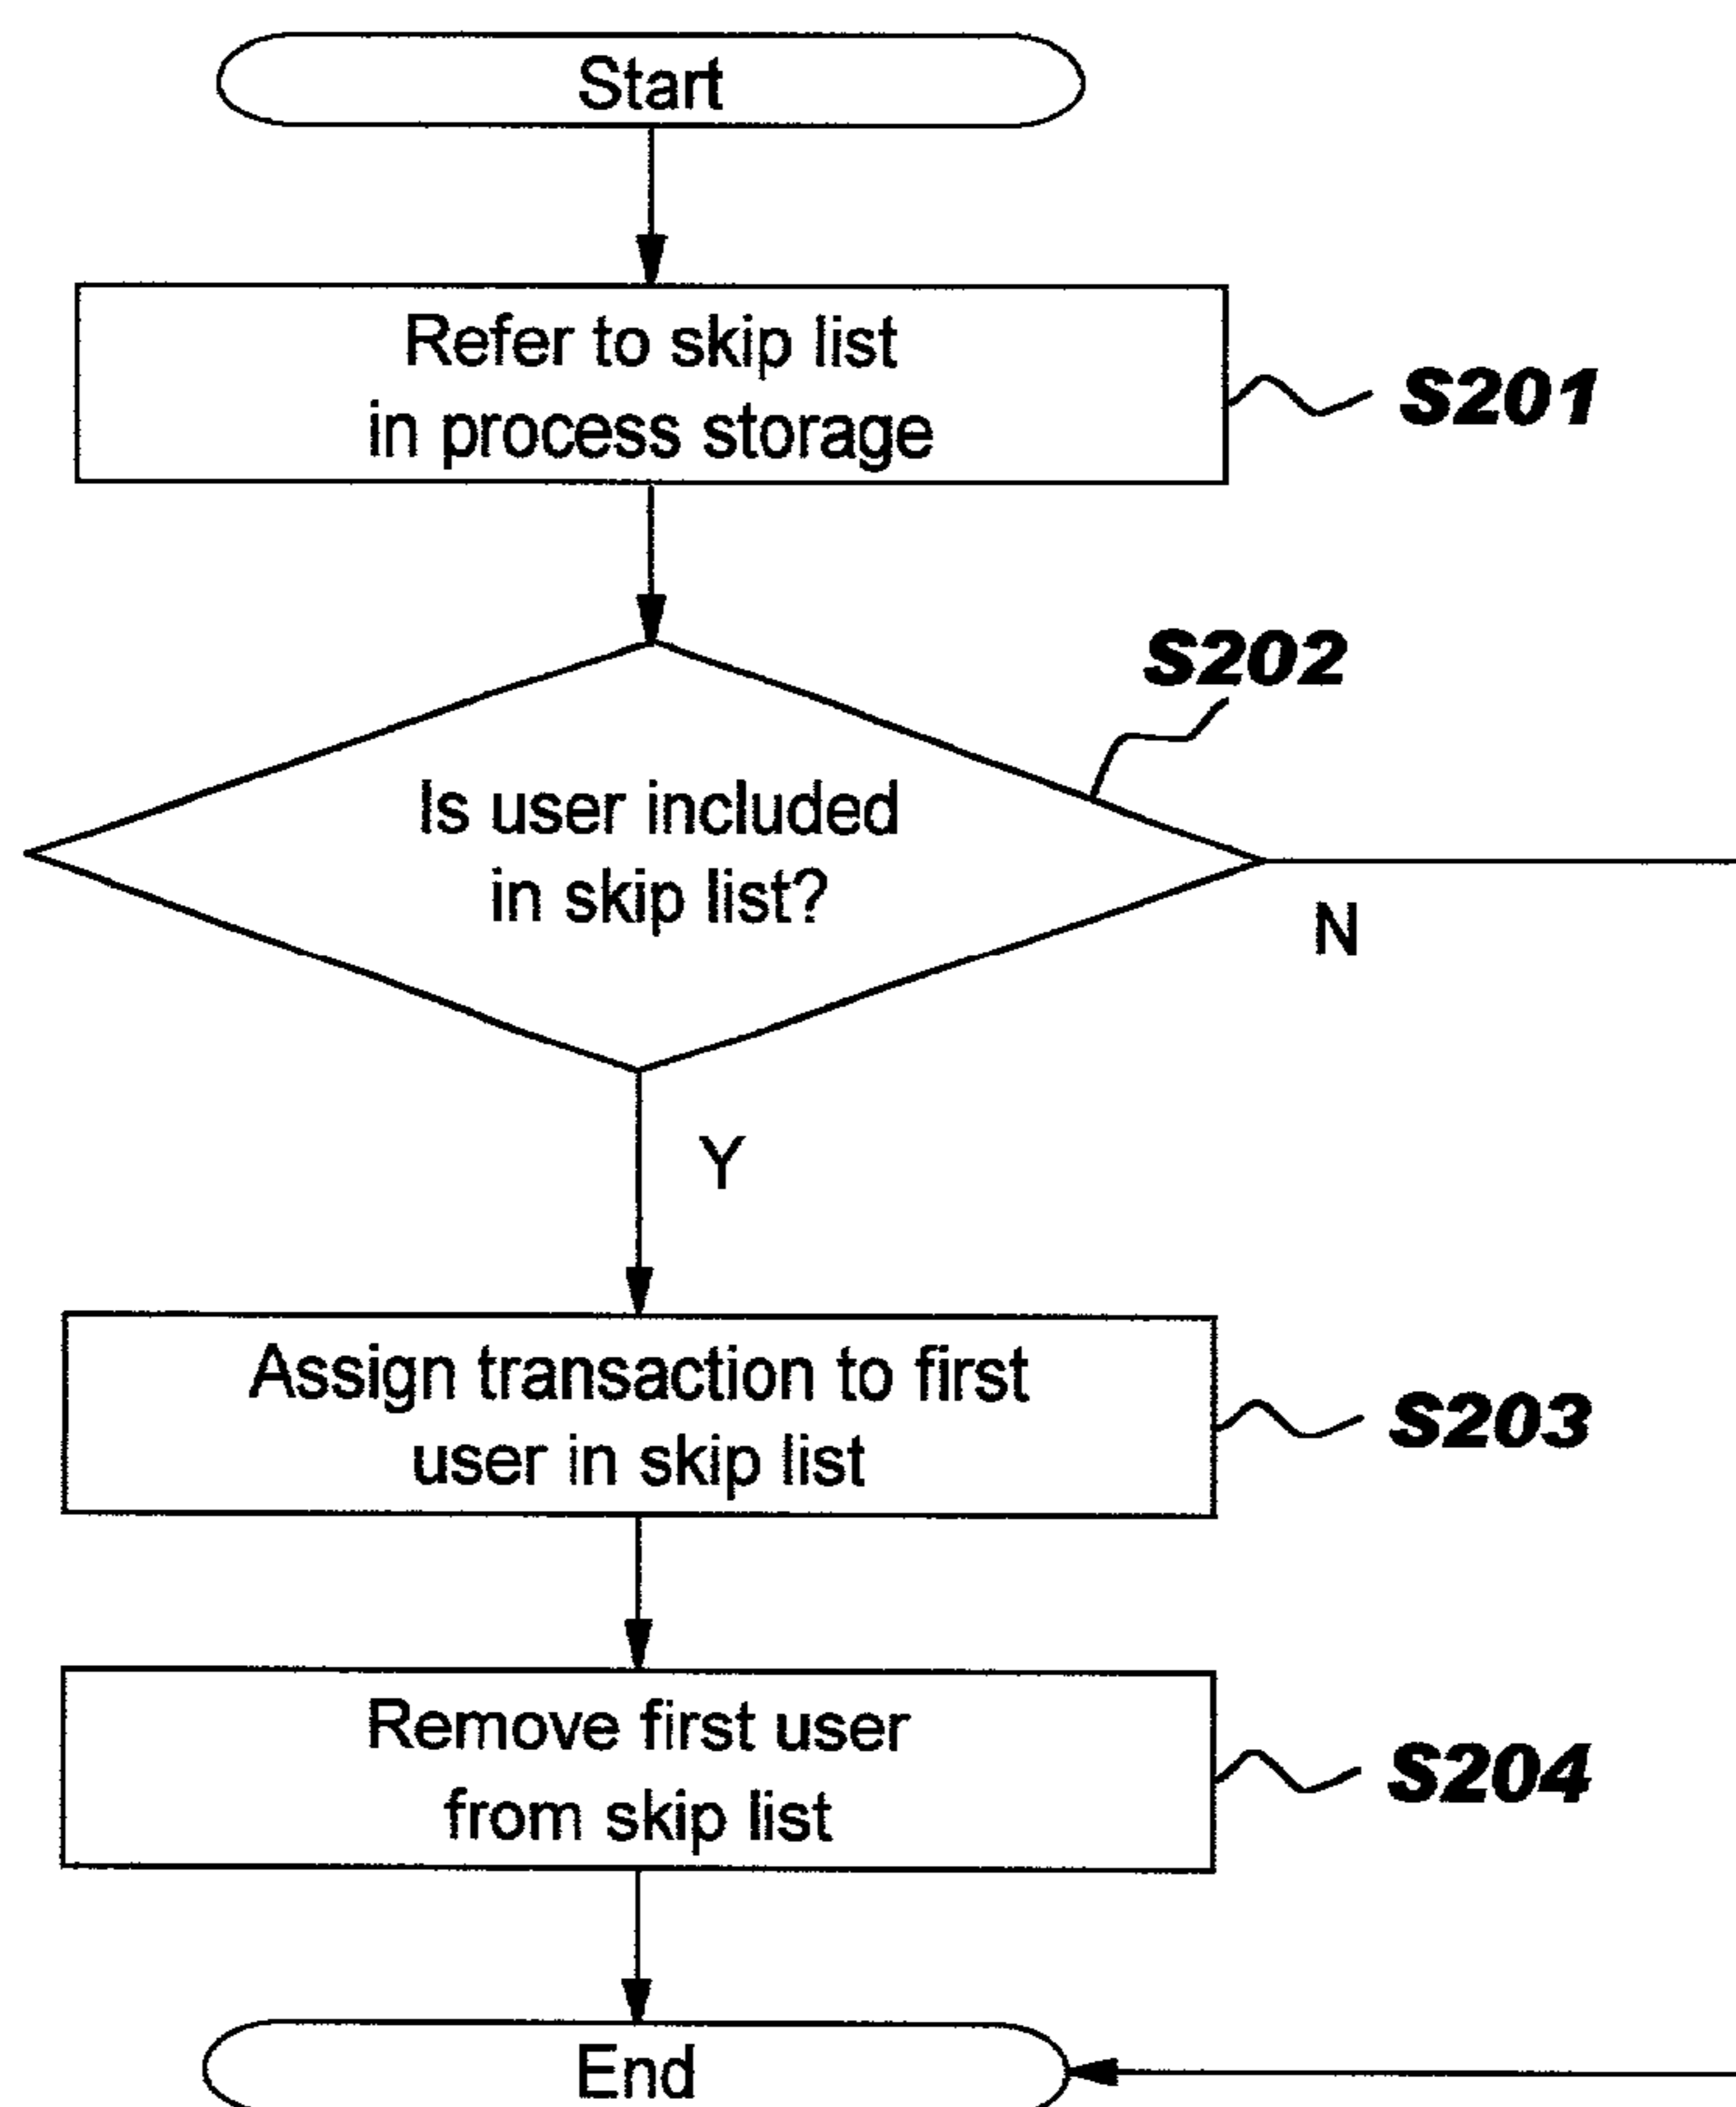 Start
Refer to skip list
in process storage
S201
S202
Is user included
in skip list?
N
Y
Assign transaction to first
user in skip list
S203
Remove first user
from skip list
S204
End